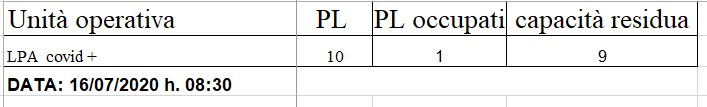 Unità operativa PL PL occupati capacità residua
LPA covid + 10 1 9
DATA: 16/07/2020 h. 08:30